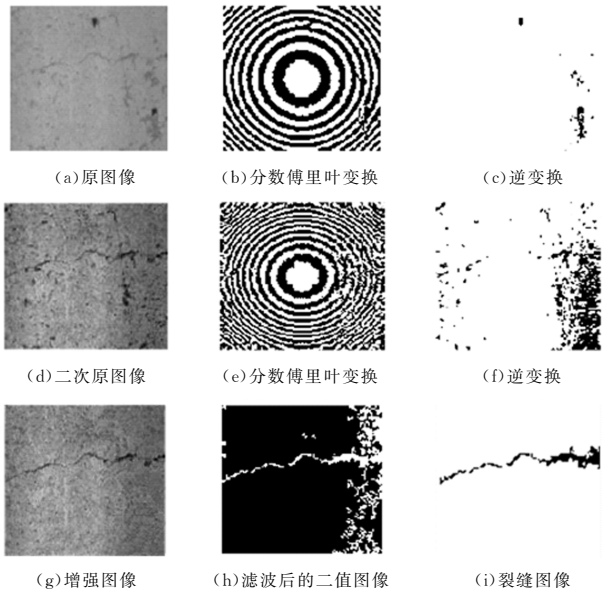 (a)原图像
(b)分数傅里叶变换
(c)逆变换
(d)二次原图像
(e)分数傅里叶变换
(f)逆变换
(g)增强图像
(h)滤波后的二值图像
(i)裂缝图像